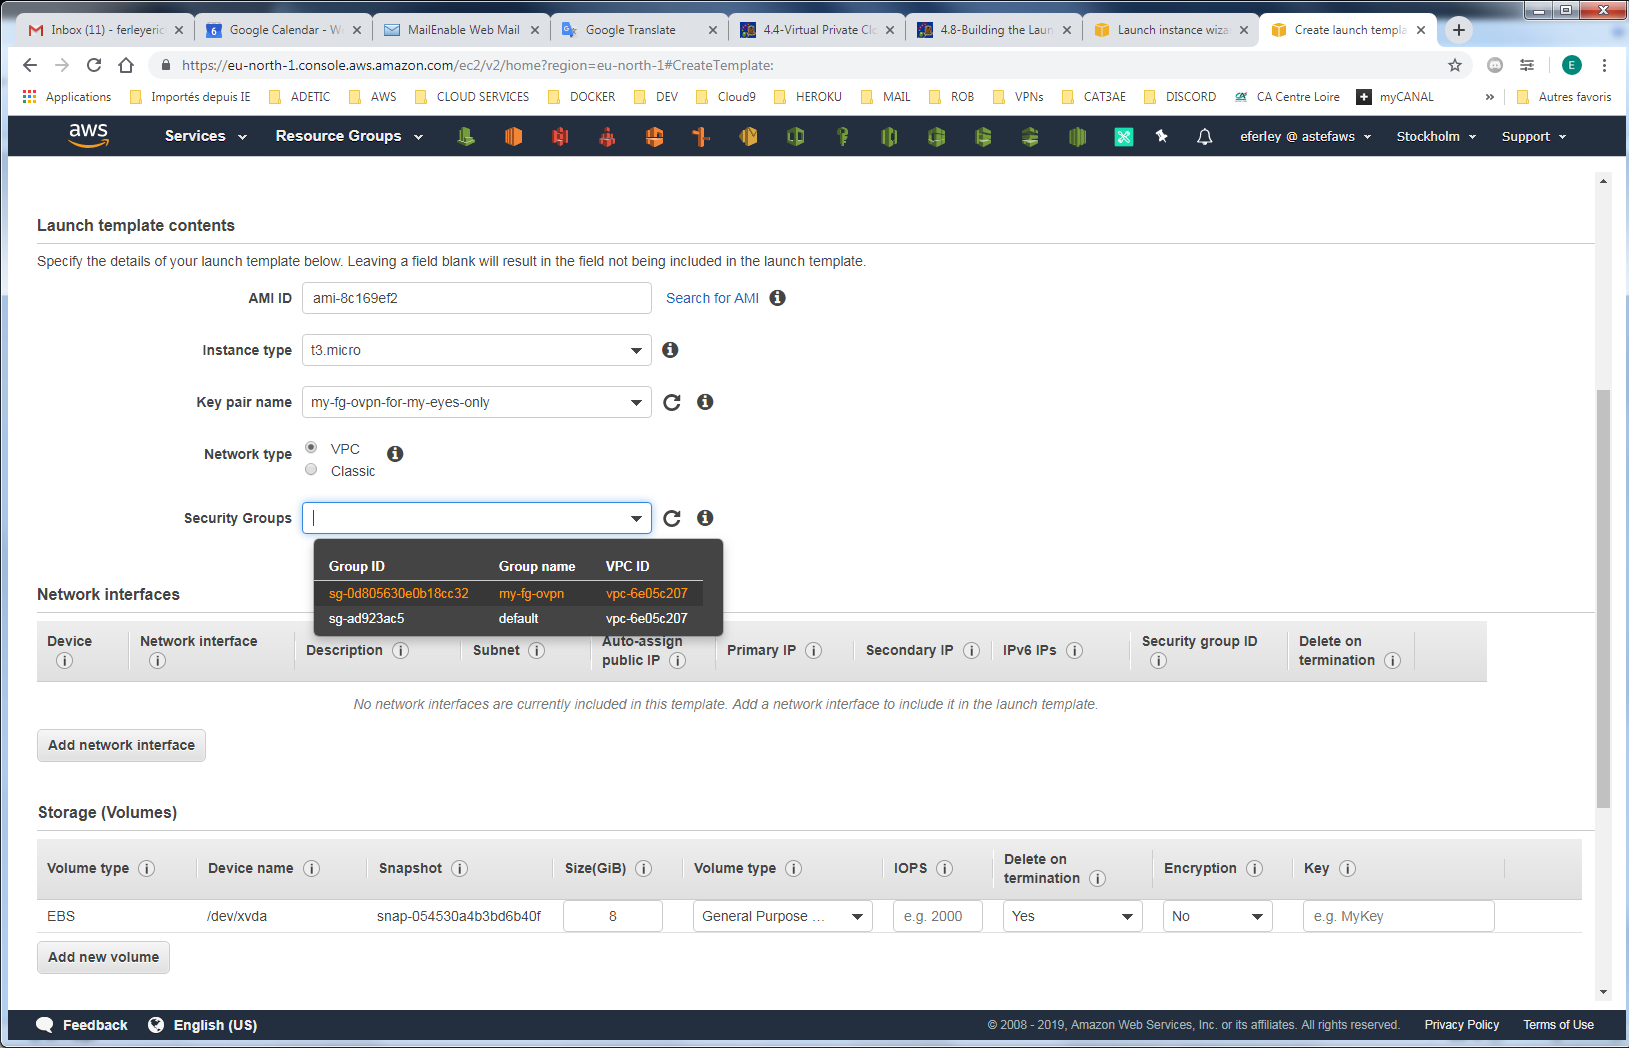 Inbox (11) - ferleyeric
Google Calendar - W
MailEnable Web Mail
Google Translate
4.4-Virtual Private Clo
4.8-Building the Laun
Launch instance wiza
Create launch templa
https://eu-north-1.console.aws.amazon.com/ec2/v2/home?region=eu-north-1#CreateTemplate:
E
Applications
Importés depuis IE
ADETIC
AWS
CLOUD SERVICES
DOCKER
DEV
Cloud9
HEROKU
MAIL
ROB
VPNs
CAT3AE
DISCORD
CA Centre Loire
myCANAL
»
Autres favoris
aws
Services
Resource Groups
eferley @ astefaws
Stockholm
Support
Launch template contents
Specify the details of your launch template below. Leaving a field blank will result in the field not being included in the launch template.
AMI ID
ami-8c169ef2
Search for AMI
Instance type
t3.micro
Key pair name
my-fg-ovpn-for-my-eyes-only
Network type
VPC
Classic
Security Groups
Group ID
Group name
VPC ID
sg-0d805630e0b18cc32
my-fg-ovpn
vpc-6e05c207
sg-ad923ac5
default
vpc-6e05c207
Network interfaces
Device
Network interface
Description
Subnet
Auto-assign
public IP
Primary IP
Secondary IP
IPv6 IPs
Security group ID
Delete on
termination
No network interfaces are currently included in this template. Add a network interface to include it in the launch template.
Add network interface
Storage (Volumes)
Volume type
Device name
Snapshot
Size(GiB)
Volume type
IOPS
Delete on
termination
Encryption
Key
EBS
/dev/xvda
snap-054530a4b3bd6b40f
8
General Purpose ...
e.g. 2000
Yes
No
e.g. MyKey
Add new volume
Feedback
English (US)
© 2008 - 2019, Amazon Web Services, Inc. or its affiliates. All rights reserved.
Privacy Policy
Terms of Use